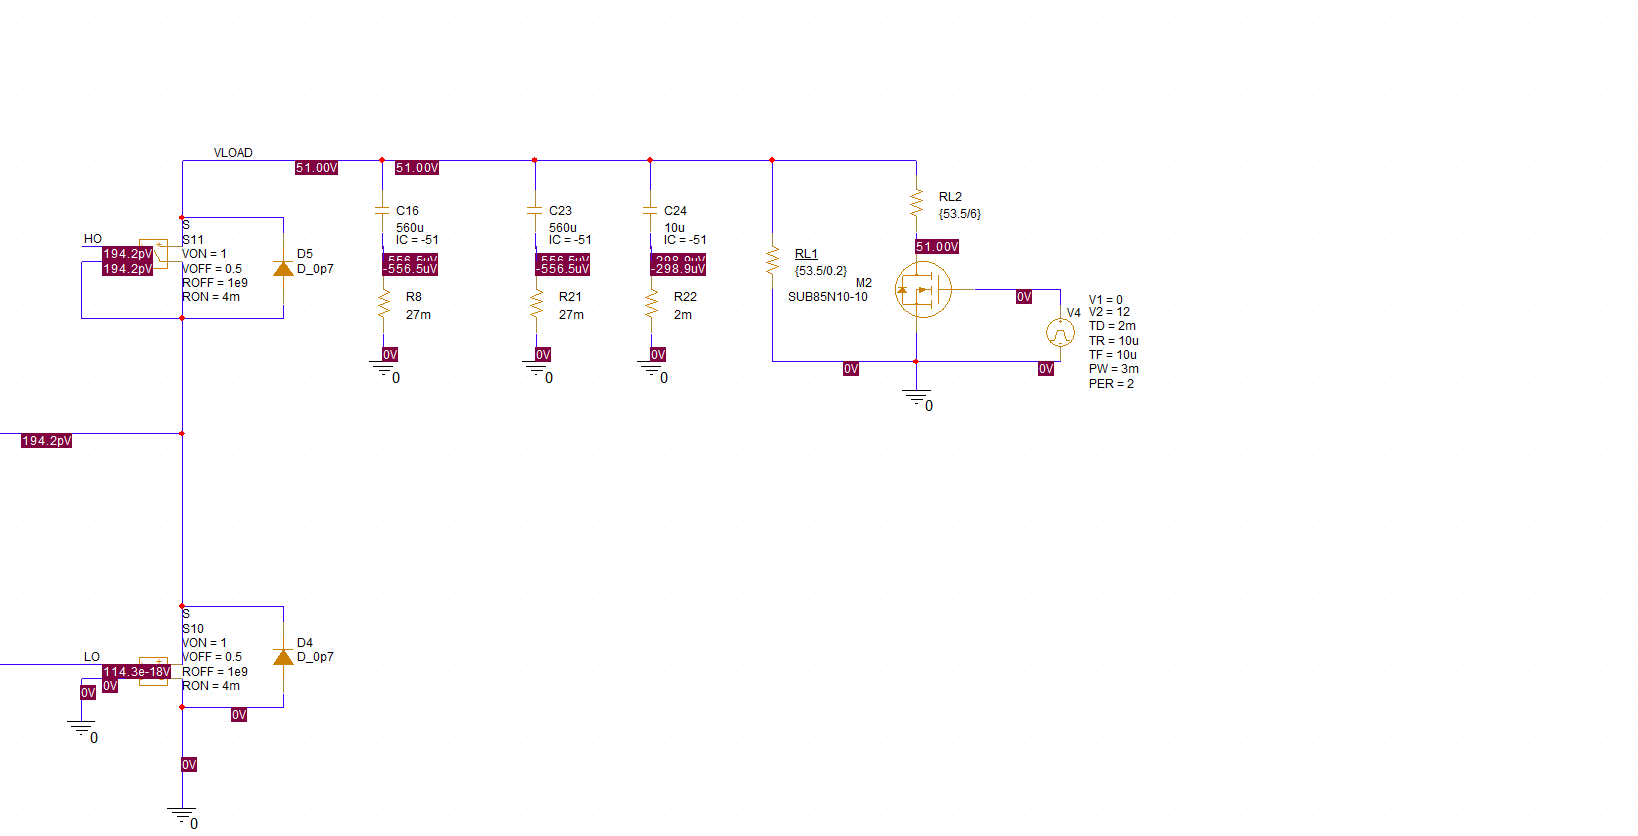 VLOAD
51.00V
51.00V
RL2
{53.5/6}
C16
560u
IC = -51
C23
560u
IC = -51
C24
10u
IC = -51
S
S11
VON = 1
VOFF = 0.5
ROFF = 1e9
RON = 4m
HO
194.2pV
194.2pV
D5
D_0p7
-556.5uV
-556.5uV
-556.5uV
-556.5uV
-298.9uV
-298.9uV
51.00V
RL1
{53.5/0.2}
M2
SUB85N10-10
R8
27m
R21
27m
R22
2m
0V
V4
V1 = 0
V2 = 12
TD = 2m
TR = 10u
TF = 10u
PW = 3m
PER = 2
0V
0V
0V
0V
0V
0
0
0
0
194.2pV
S
S10
VON = 1
VOFF = 0.5
ROFF = 1e9
RON = 4m
LO
114.3e-18V
0V
0V
D4
D_0p7
0V
0
0V
0